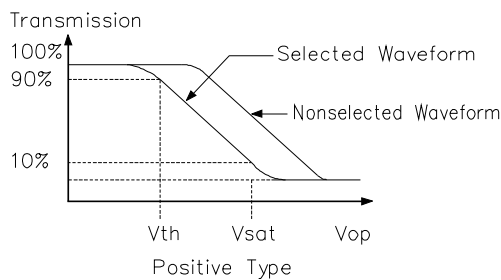 Transmission
100%
Selected Waveform
90%
Nonselected Waveform
10%
Vth Vsat Vop
Positive Type